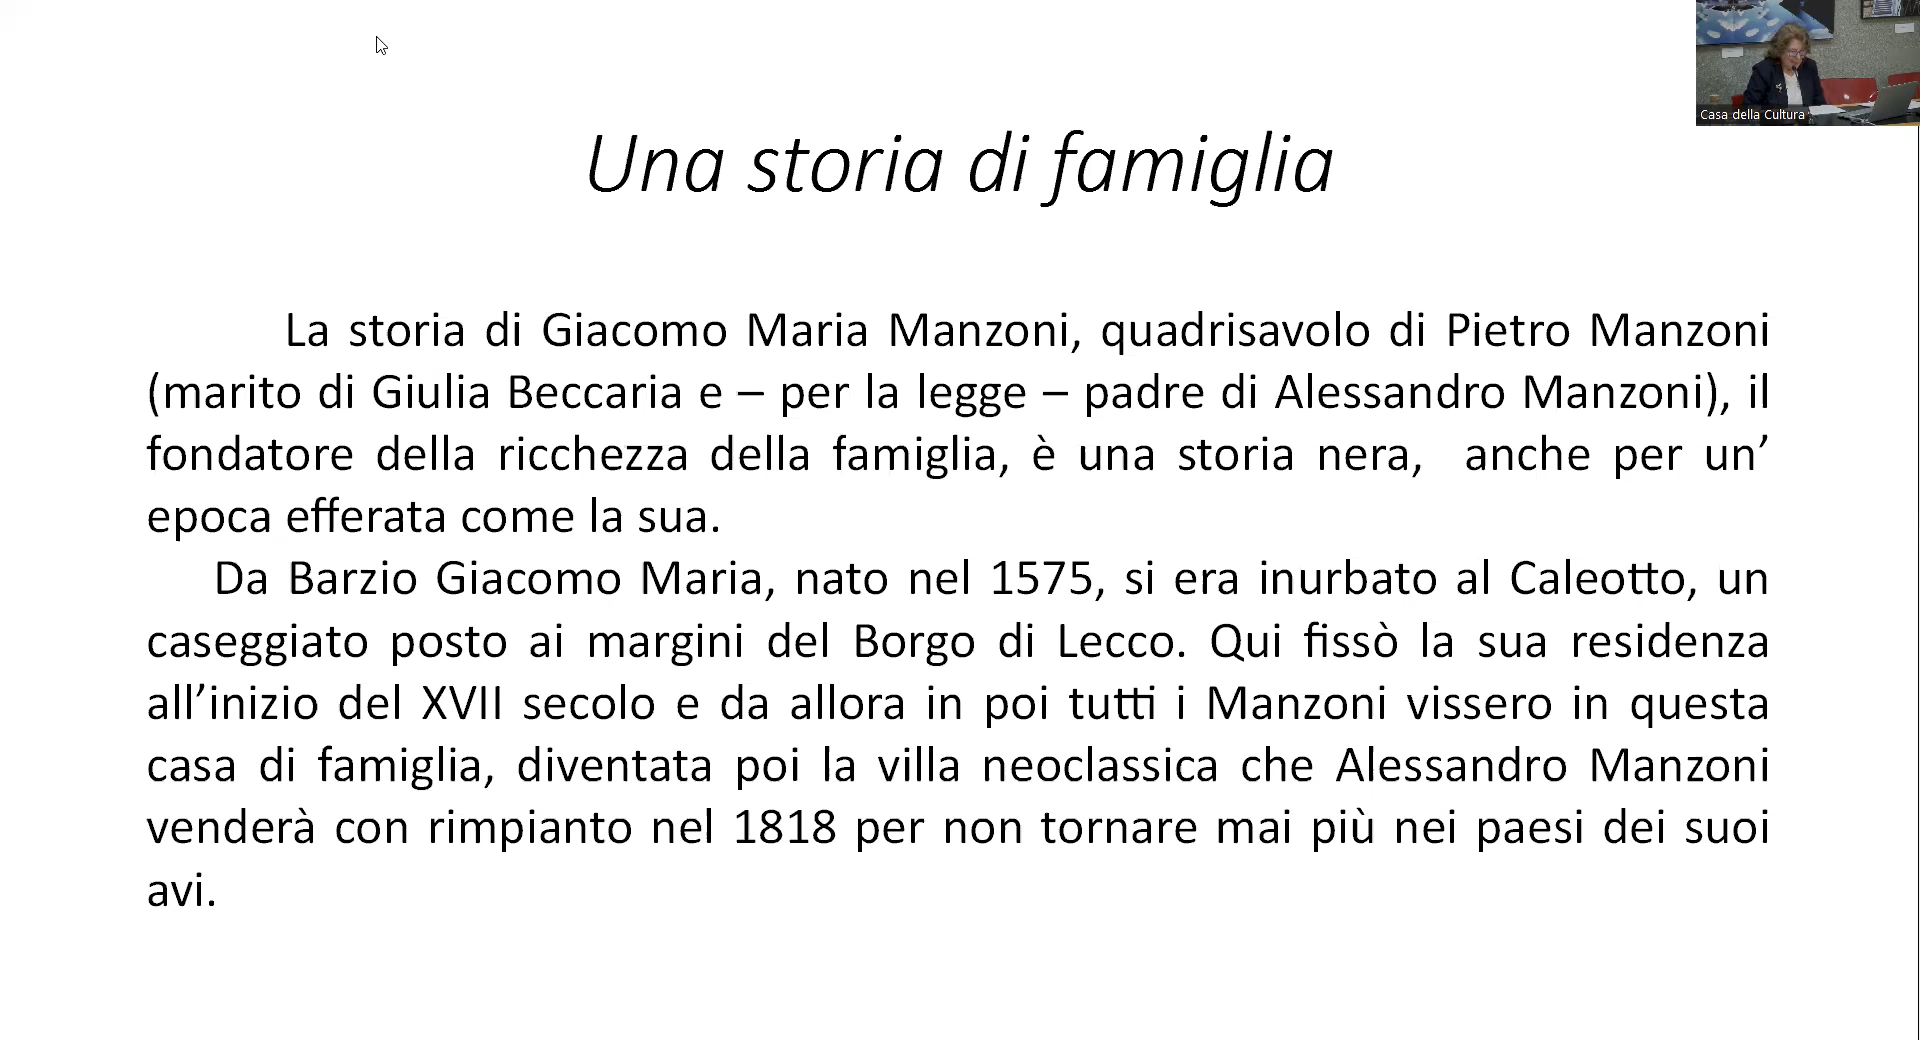 Casa della Cultura
Una storia di famiglia
La storia di Giacomo Maria Manzoni, quadrisavolo di Pietro Manzoni
(marito di Giulia Beccaria e – per la legge – padre di Alessandro Manzoni), il
fondatore della ricchezza della famiglia, è una storia nera,  anche per un’
epoca efferata come la sua.
Da Barzio Giacomo Maria, nato nel 1575, si era inurbato al Caleotto, un
caseggiato posto ai margini del Borgo di Lecco. Qui fissò la sua residenza
all’inizio del XVII secolo e da allora in poi tutti i Manzoni vissero in questa
casa di famiglia, diventata poi la villa neoclassica che Alessandro Manzoni
venderà con rimpianto nel 1818 per non tornare mai più nei paesi dei suoi
avi.